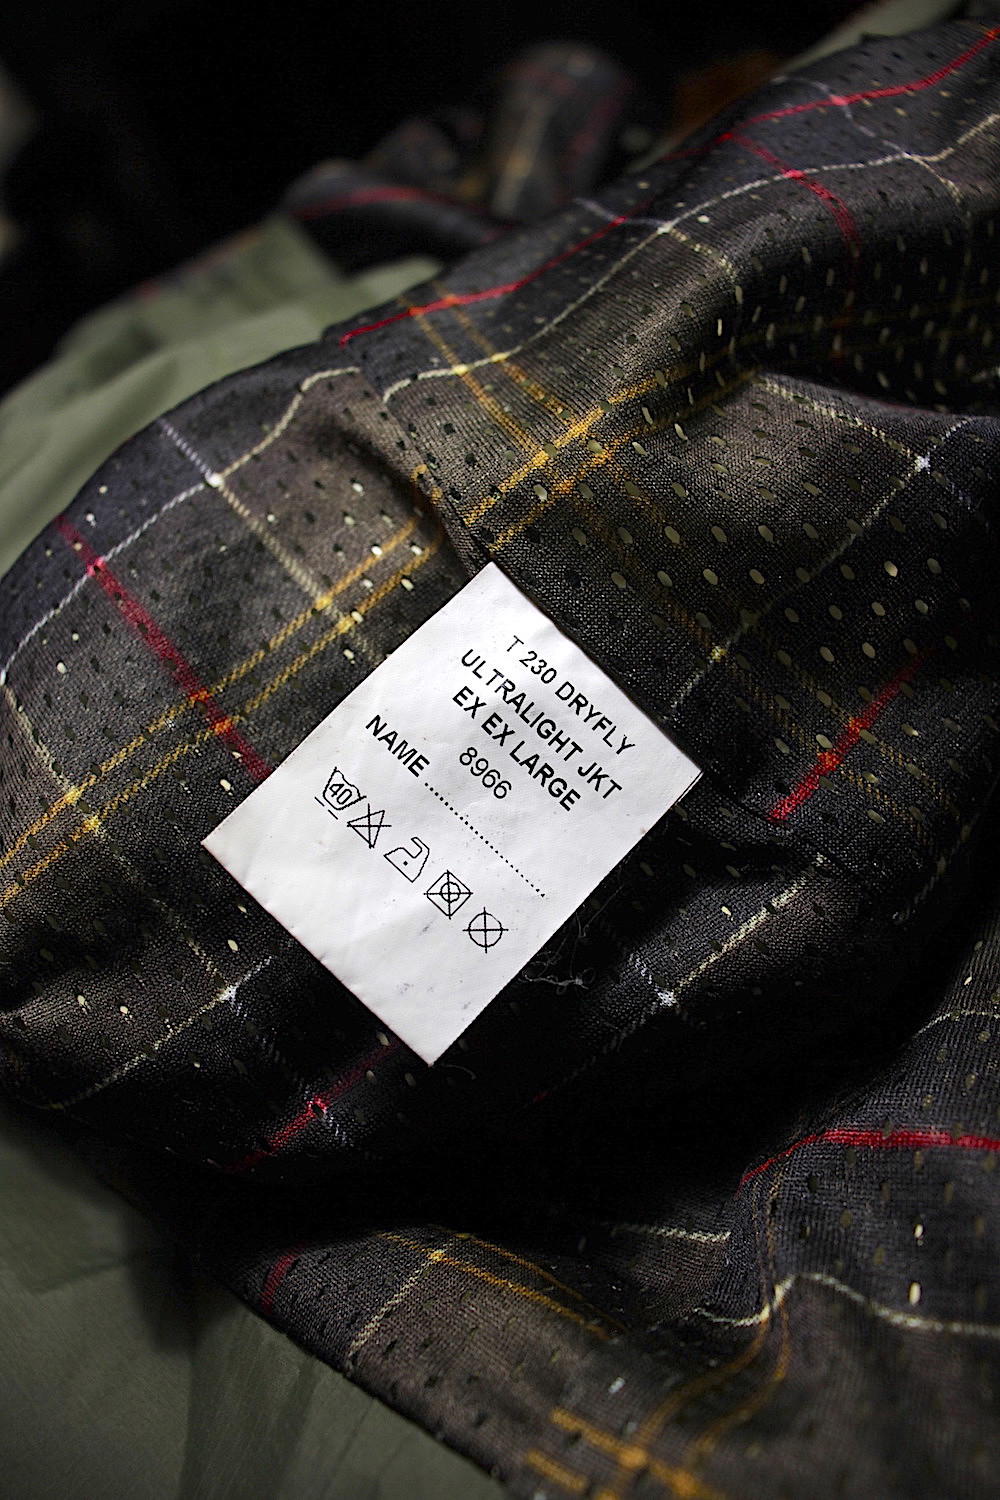 T 230 DRYFLY
ULTRALIGHT JKT
EX EX LARGE
8966
NAME ..............................
40